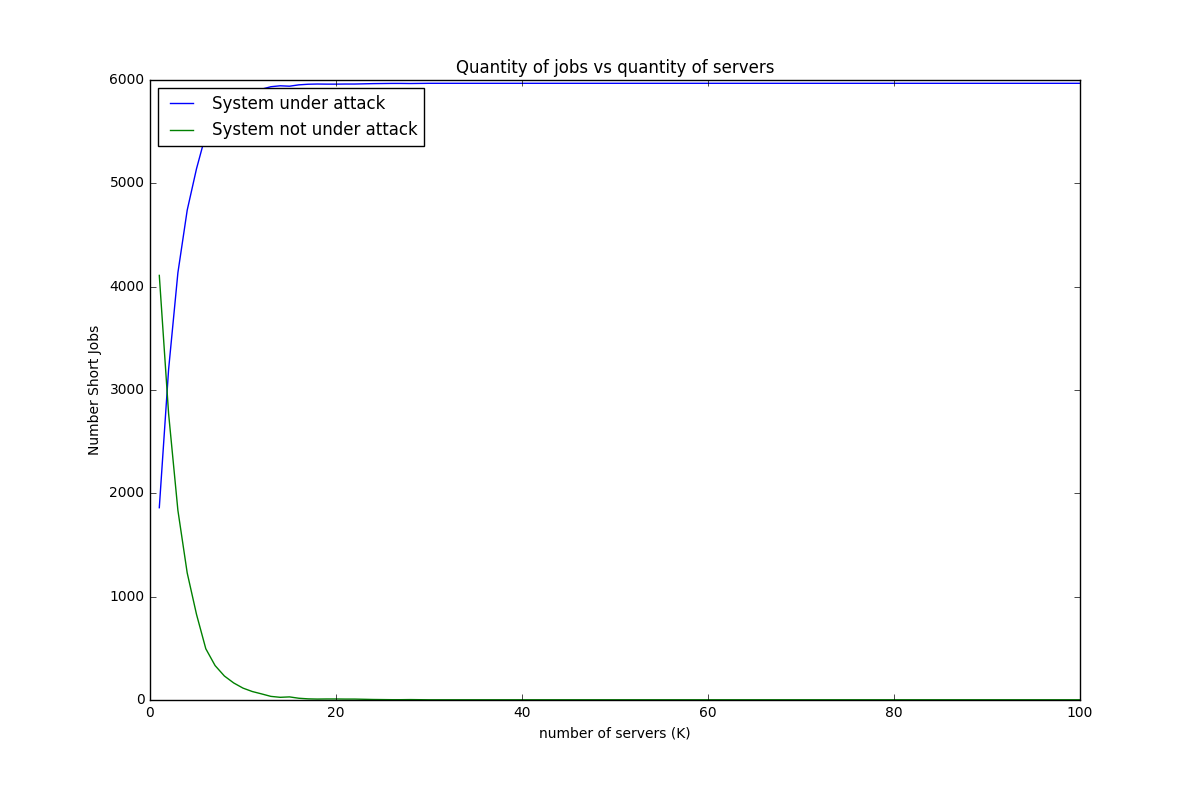 Quantity of jobs vs quantity of servers
System under attack
System not under attack
6000
5000
4000
3000
2000
1000
0
Number Short Jobs
0 20 40 60 80 100
number of servers (K)